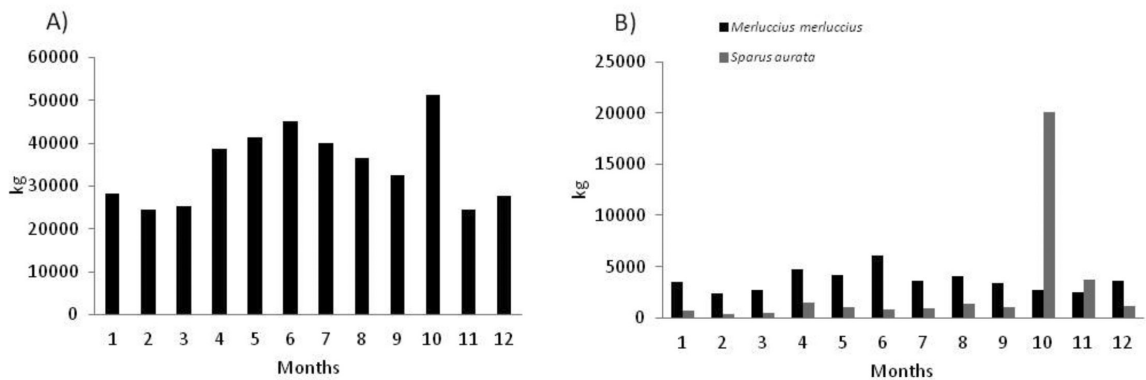 A)
60000
50000
40000
30000
20000
10000
0
kg
1 2 3 4 5 6 7 8 9 10 11 12
Months
B)
Merluccius merluccius
Sparus aurata
25000
20000
15000
10000
5000
0
kg
1 2 3 4 5 6 7 8 9 10 11 12
Months